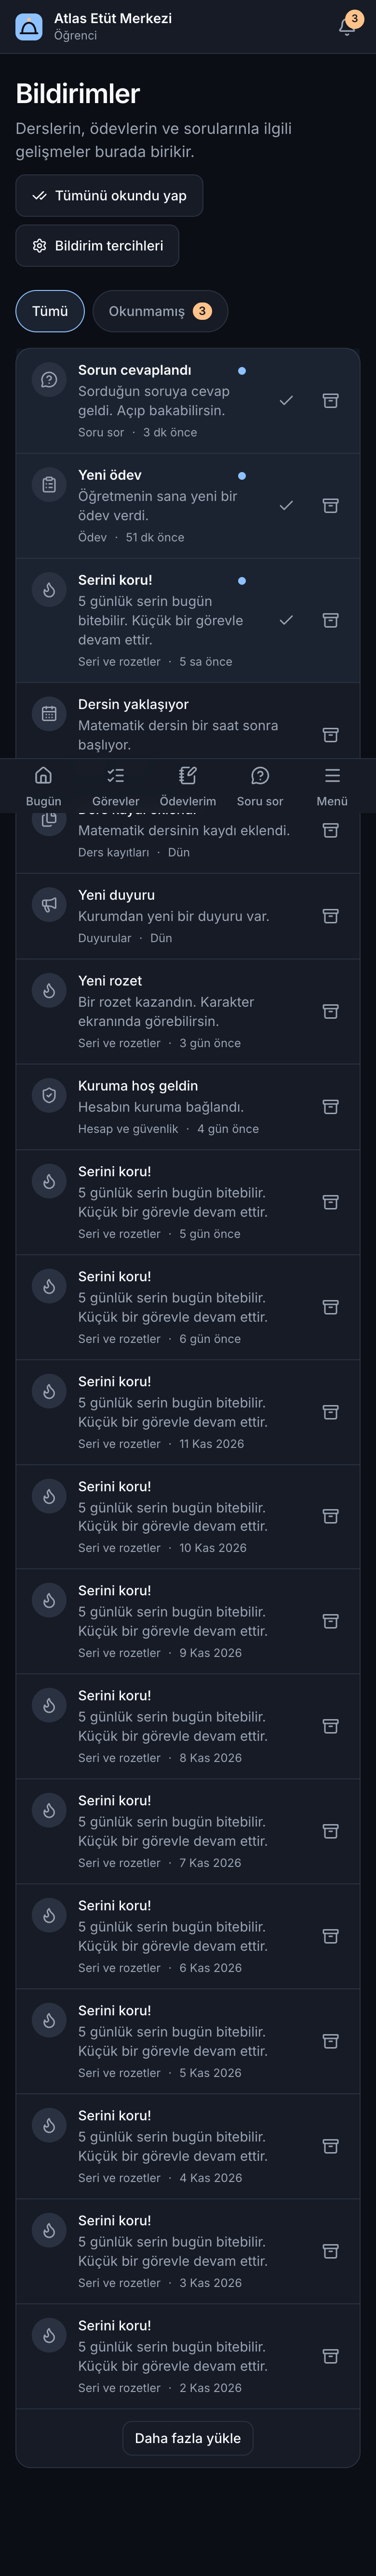 Atlas Etüt Merkezi
Öğrenci
3
Bildirimler
Derslerin, ödevlerin ve sorularınla ilgili
gelişmeler burada birikir.
Tümünü okundu yap
Bildirim tercihleri
Tümü
Okunmamış 3
Sorun cevaplandı
Sorduğun soruya cevap
geldi. Açıp bakabilirsin.
Soru sor · 3 dk önce
Yeni ödev
Öğretmenin sana yeni bir
ödev verdi.
Ödev · 51 dk önce
Serini koru!
5 günlük serin bugün
bitebilir. Küçük bir görevle
devam ettir.
Seri ve rozetler · 5 sa önce
Dersin yaklaşıyor
Matematik dersin bir saat sonra
başlıyor.
Bugün
Görevler
Ödevlerim
Soru sor
Menü
Matematik dersinin kaydı eklendi.
Ders kayıtları · Dün
Yeni duyuru
Kurumdan yeni bir duyuru var.
Duyurular · Dün
Yeni rozet
Bir rozet kazandın. Karakter
ekranında görebilirsin.
Seri ve rozetler · 3 gün önce
Kuruma hoş geldin
Hesabın kuruma bağlandı.
Hesap ve güvenlik · 4 gün önce
Serini koru!
5 günlük serin bugün bitebilir.
Küçük bir görevle devam ettir.
Seri ve rozetler · 5 gün önce
Serini koru!
5 günlük serin bugün bitebilir.
Küçük bir görevle devam ettir.
Seri ve rozetler · 6 gün önce
Serini koru!
5 günlük serin bugün bitebilir.
Küçük bir görevle devam ettir.
Seri ve rozetler · 11 Kas 2026
Serini koru!
5 günlük serin bugün bitebilir.
Küçük bir görevle devam ettir.
Seri ve rozetler · 10 Kas 2026
Serini koru!
5 günlük serin bugün bitebilir.
Küçük bir görevle devam ettir.
Seri ve rozetler · 9 Kas 2026
Serini koru!
5 günlük serin bugün bitebilir.
Küçük bir görevle devam ettir.
Seri ve rozetler · 8 Kas 2026
Serini koru!
5 günlük serin bugün bitebilir.
Küçük bir görevle devam ettir.
Seri ve rozetler · 7 Kas 2026
Serini koru!
5 günlük serin bugün bitebilir.
Küçük bir görevle devam ettir.
Seri ve rozetler · 6 Kas 2026
Serini koru!
5 günlük serin bugün bitebilir.
Küçük bir görevle devam ettir.
Seri ve rozetler · 5 Kas 2026
Serini koru!
5 günlük serin bugün bitebilir.
Küçük bir görevle devam ettir.
Seri ve rozetler · 4 Kas 2026
Serini koru!
5 günlük serin bugün bitebilir.
Küçük bir görevle devam ettir.
Seri ve rozetler · 3 Kas 2026
Serini koru!
5 günlük serin bugün bitebilir.
Küçük bir görevle devam ettir.
Seri ve rozetler · 2 Kas 2026
Daha fazla yükle